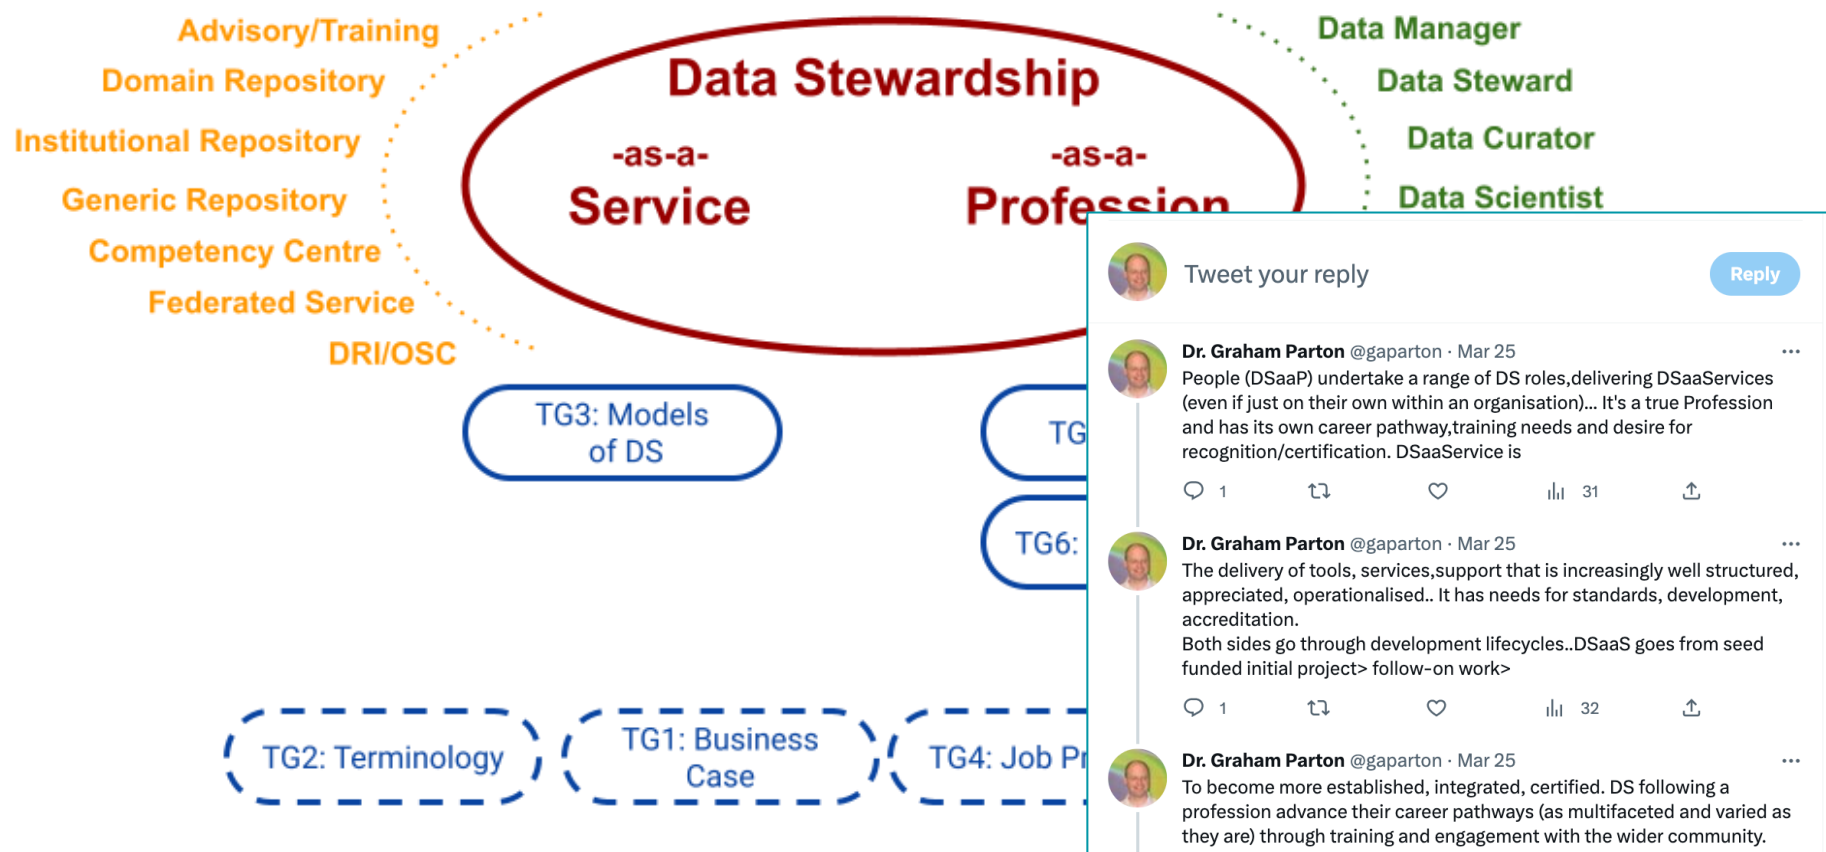 Advisory/Training
Domain Repository
Institutional Repository
Generic Repository
Competency Centre
Federated Service
DRI/OSC
Data Stewardship
-as-a-
Service
-as-a-
Profession
Data Manager
Data Steward
Data Curator
Data Scientist
TG3: Models
of DS
TG
TG6:
TG2: Terminology
TG1: Business
Case
TG4: Job Pr
Tweet your reply
Reply
Dr. Graham Parton @gaparton · Mar 25
People (DSaaP) undertake a range of DS roles,delivering DSaaServices
(even if just on their own within an organisation)... It's a true Profession
and has its own career pathway,training needs and desire for
recognition/certification. DSaaService is
1
31
Dr. Graham Parton @gaparton · Mar 25
The delivery of tools, services,support that is increasingly well structured,
appreciated, operationalised.. It has needs for standards, development,
accreditation.
Both sides go through development lifecycles..DSaaS goes from seed
funded initial project> follow-on work>
1
32
Dr. Graham Parton @gaparton · Mar 25
To become more established, integrated, certified. DS following a
profession advance their career pathways (as multifaceted and varied as
they are) through training and engagement with the wider community.